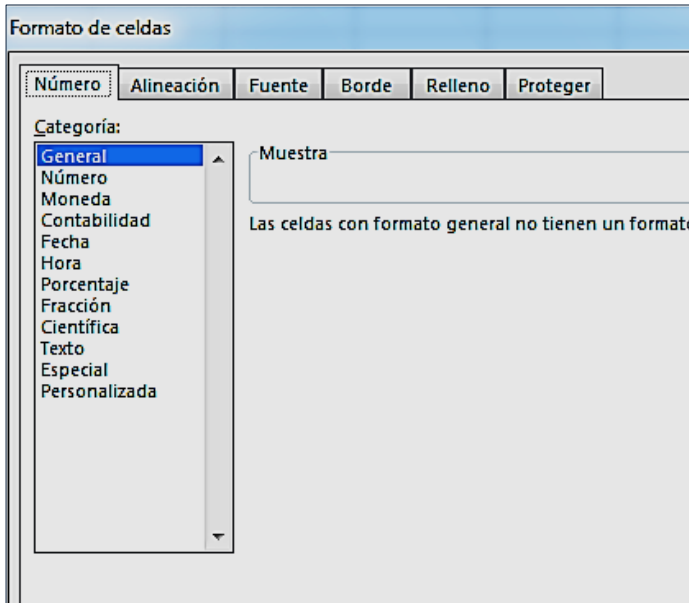 Formato de celdas
Número Alineación Fuente Borde Relleno Proteger
Categoría:
General
Número
Moneda
Contabilidad
Fecha
Hora
Porcentaje
Fracción
Científica
Texto
Especial
Personalizada
Muestra
Las celdas con formato general no tienen un formato